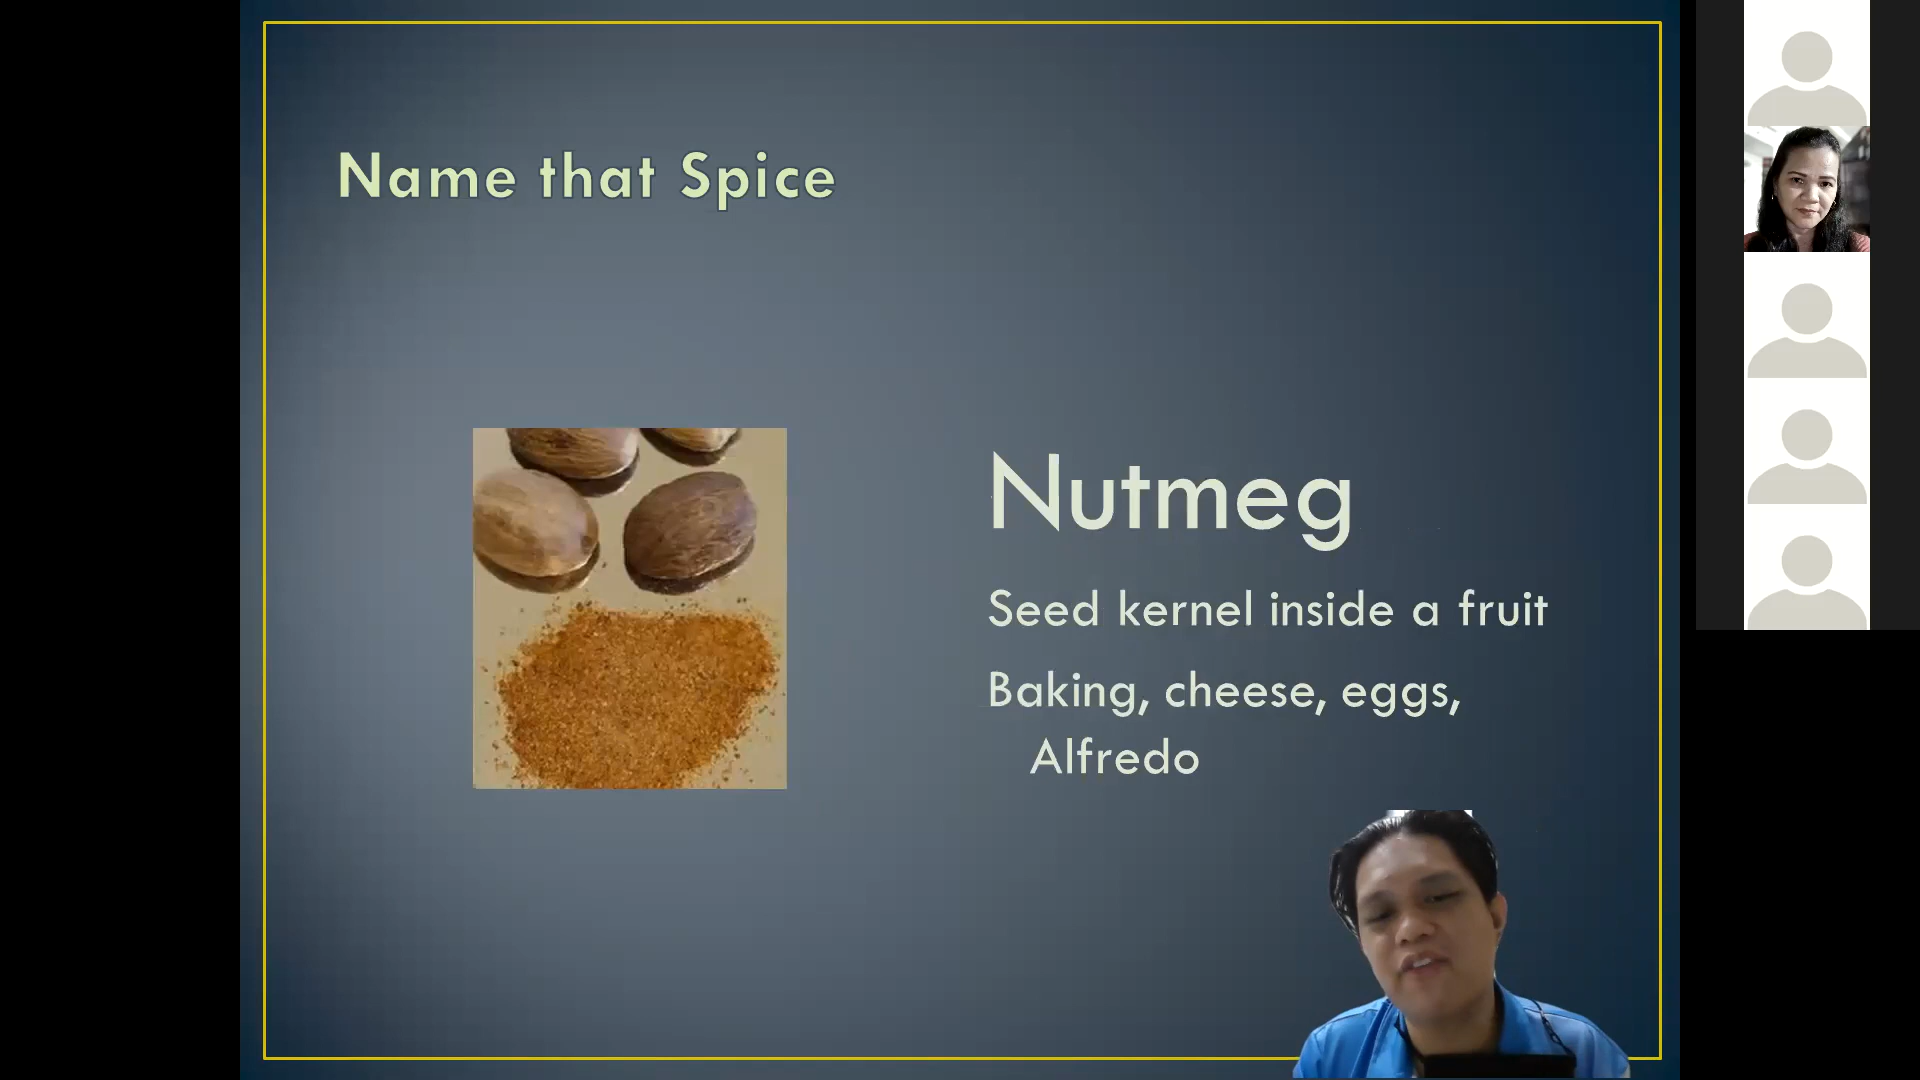 Name that Spice
Nutmeg
Seed kernel inside a fruit
Baking, cheese, eggs,
Alfredo